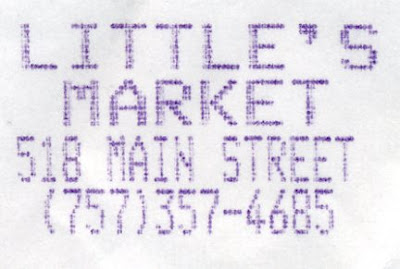 LITTLE'S
MARKET
518 MAIN STREET
(757)357-4685